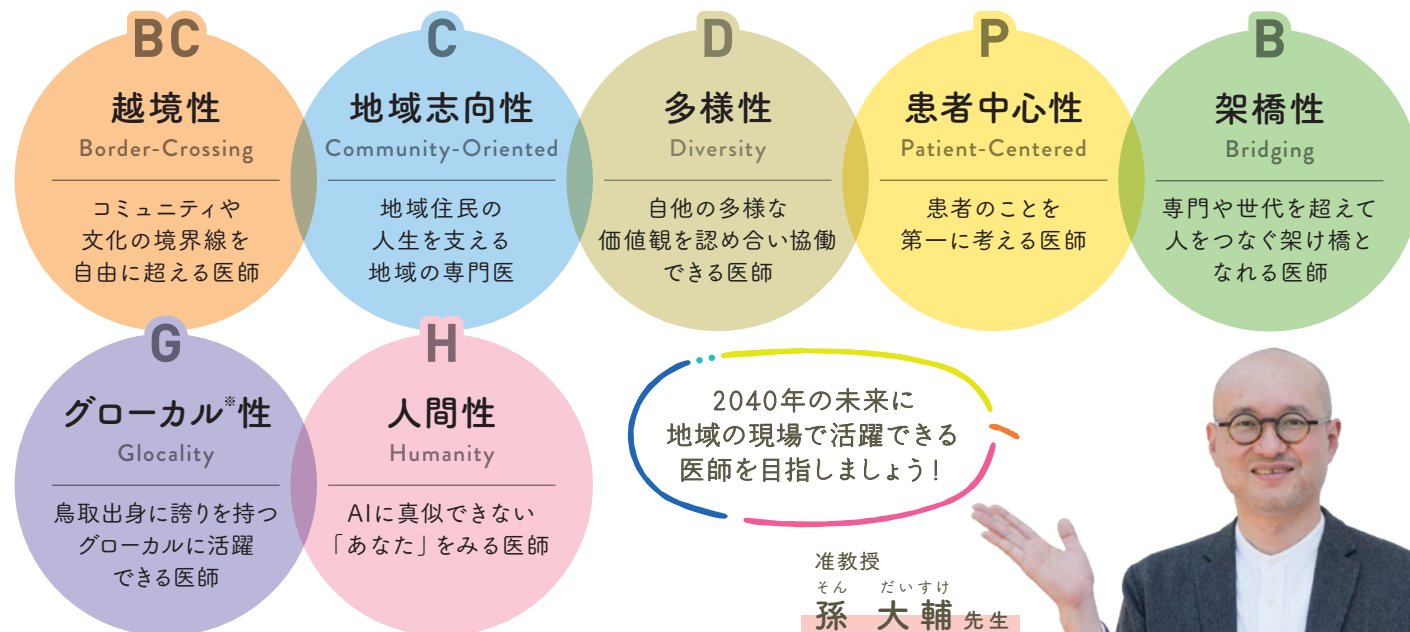 BC
越境性
Border-Crossing
コミュニティや
文化の境界線を
自由に超える医師
C
地域志向性
Community-Oriented
地域住民の
人生を支える
地域の専門医
D
多様性
Diversity
自他の多様な
価値観を認め合い協働
できる医師
P
患者中心性
Patient-Centered
患者のことを
第一に考える医師
B
架橋性
Bridging
専門や世代を超えて
人をつなぐ架け橋と
なれる医師
G
グローカル※性
Glocality
鳥取出身に誇りを持つ
グローカルに活躍
できる医師
H
人間性
Humanity
AIに真似できない
「あなた」をみる医師
2040年の未来に
地域の現場で活躍できる
医師を目指しましょう!
准教授
そん だいすけ
孫 大輔 先生